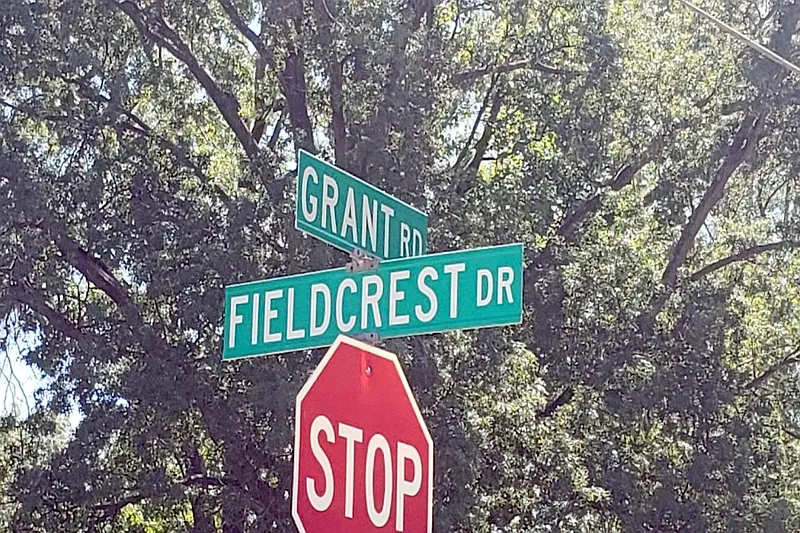 GRANT RD
FIELDCREST DR
STOP